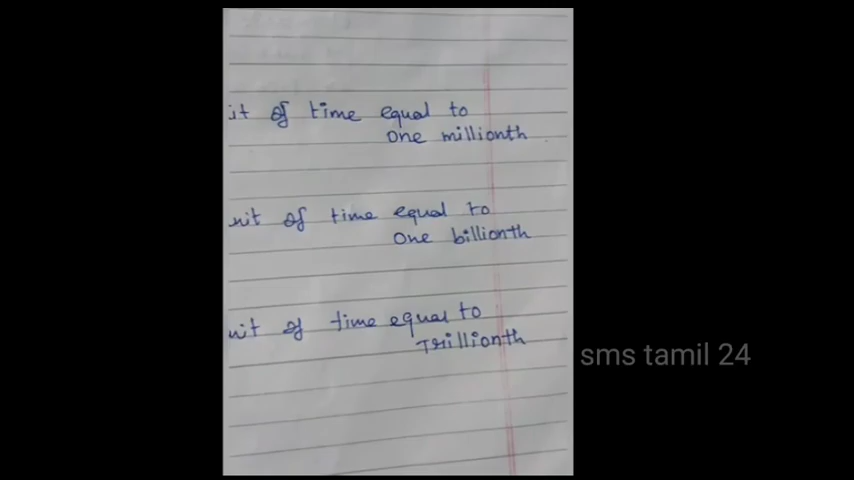 it of time equal to
one millionth
nit of time equal to
one billionth
nit of time equal to
Trillionth
sms tamil 24